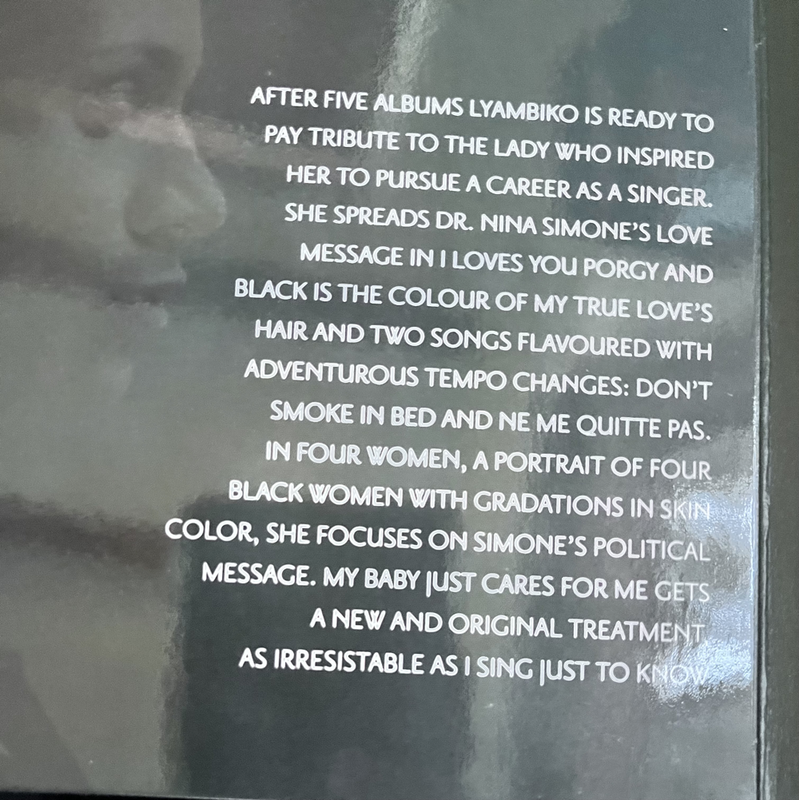 AFTER FIVE ALBUMS LYAMBIKO IS READY TO
PAY TRIBUTE TO THE LADY WHO INSPIRED
HER TO PURSUE A CAREER AS A SINGER.
SHE SPREADS DR. NINA SIMONE'S LOVE
MESSAGE IN I LOVES YOU PORGY AND
BLACK IS THE COLOUR OF MY TRUE LOVE'S
HAIR AND TWO SONGS FLAVOURED WITH
ADVENTUROUS TEMPO CHANGES: DON'T
SMOKE IN BED AND NE ME QUITTE PAS.
IN FOUR WOMEN, A PORTRAIT OF FOUR
BLACK WOMEN WITH GRADATIONS IN SKIN
COLOR, SHE FOCUSES ON SIMONE'S POLITICAL
MESSAGE. MY BABY JUST CARES FOR ME GETS
A NEW AND ORIGINAL TREATMENT,
AS IRRESISTABLE AS I SING JUST TO KNOW